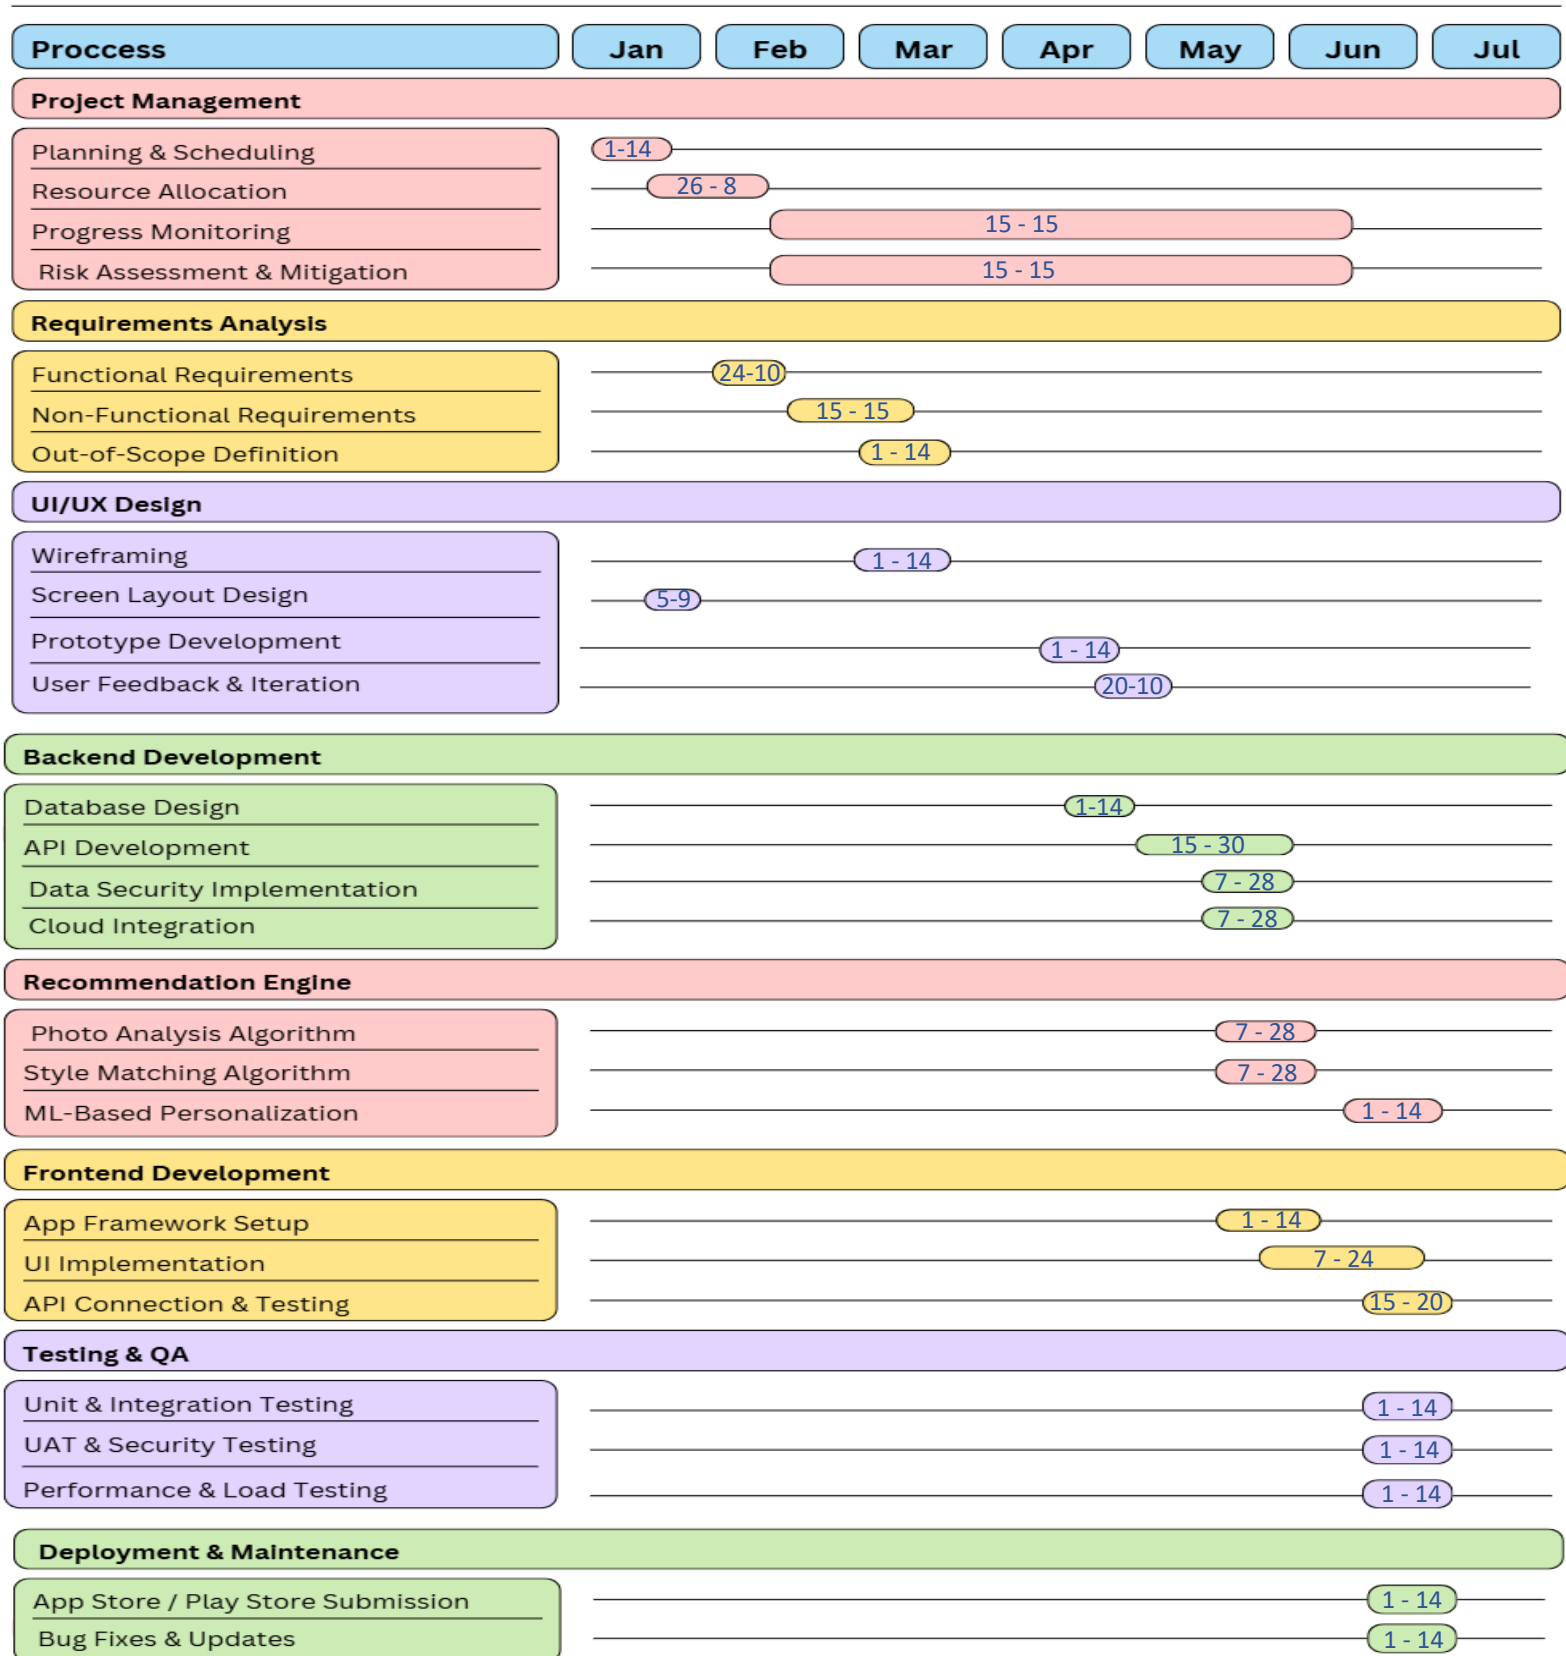 Proccess Jan Feb Mar Apr May Jun Jul
Project Management
Planning & Scheduling 1-14
Resource Allocation 26 - 8
Progress Monitoring 15 - 15
Risk Assessment & Mitigation 15 - 15
Requirements Analysis
Functional Requirements 24-10
Non-Functional Requirements 15 - 15
Out-of-Scope Definition 1 - 14
UI/UX Design
Wireframing 1 - 14
Screen Layout Design 5-9
Prototype Development 1 - 14
User Feedback & Iteration 20-10
Backend Development
Database Design 1-14
API Development 15 - 30
Data Security Implementation 7 - 28
Cloud Integration 7 - 28
Recommendation Engine
Photo Analysis Algorithm 7 - 28
Style Matching Algorithm 7 - 28
ML-Based Personalization 1 - 14
Frontend Development
App Framework Setup 1 - 14
UI Implementation 7 - 24
API Connection & Testing 15 - 20
Testing & QA
Unit & Integration Testing 1 - 14
UAT & Security Testing 1 - 14
Performance & Load Testing 1 - 14
Deployment & Maintenance
App Store / Play Store Submission 1 - 14
Bug Fixes & Updates 1 - 14